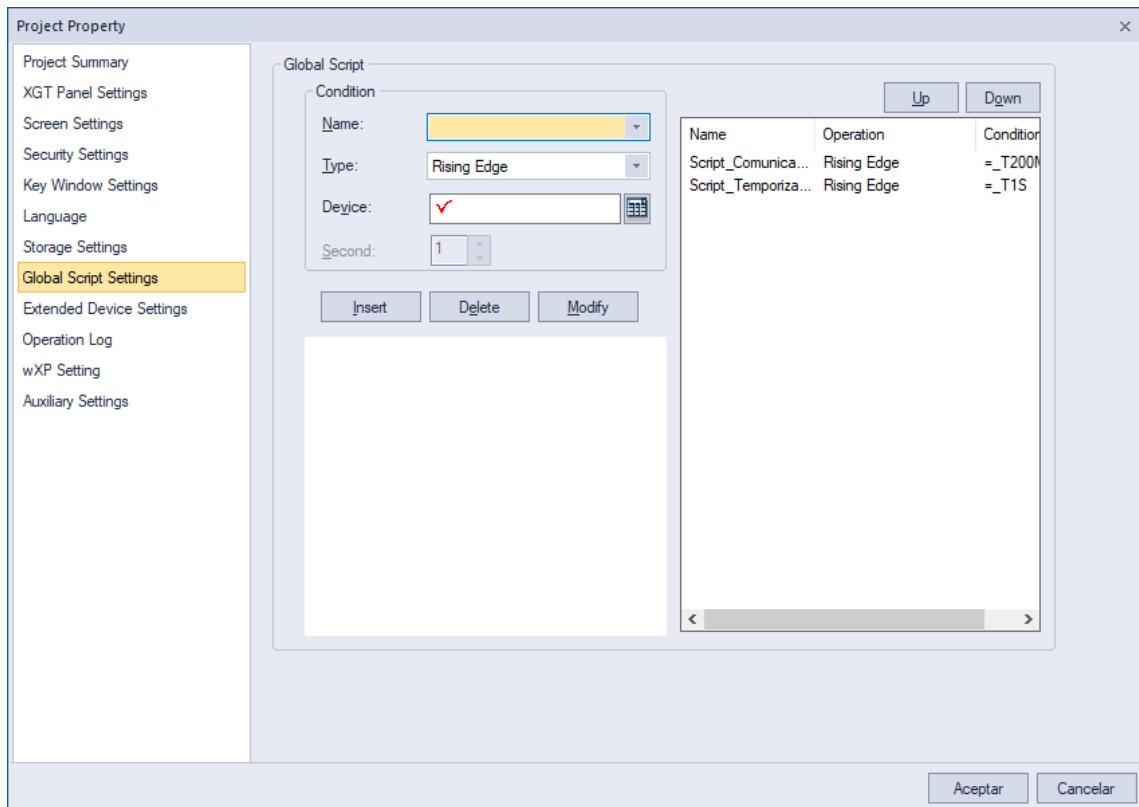 Project Property
Project Summary
XGT Panel Settings
Screen Settings
Security Settings
Key Window Settings
Language
Storage Settings
Global Script Settings
Extended Device Settings
Operation Log
wXP Setting
Auxiliary Settings
Global Script
Condition
Name:
Type: Rising Edge
Device:
Second: 1
Insert Delete Modify
Up Down
Name Operation Condition
Script_Comunica... Rising Edge =_T200M
Script_Temporiza... Rising Edge =_T1S
Aceptar Cancelar